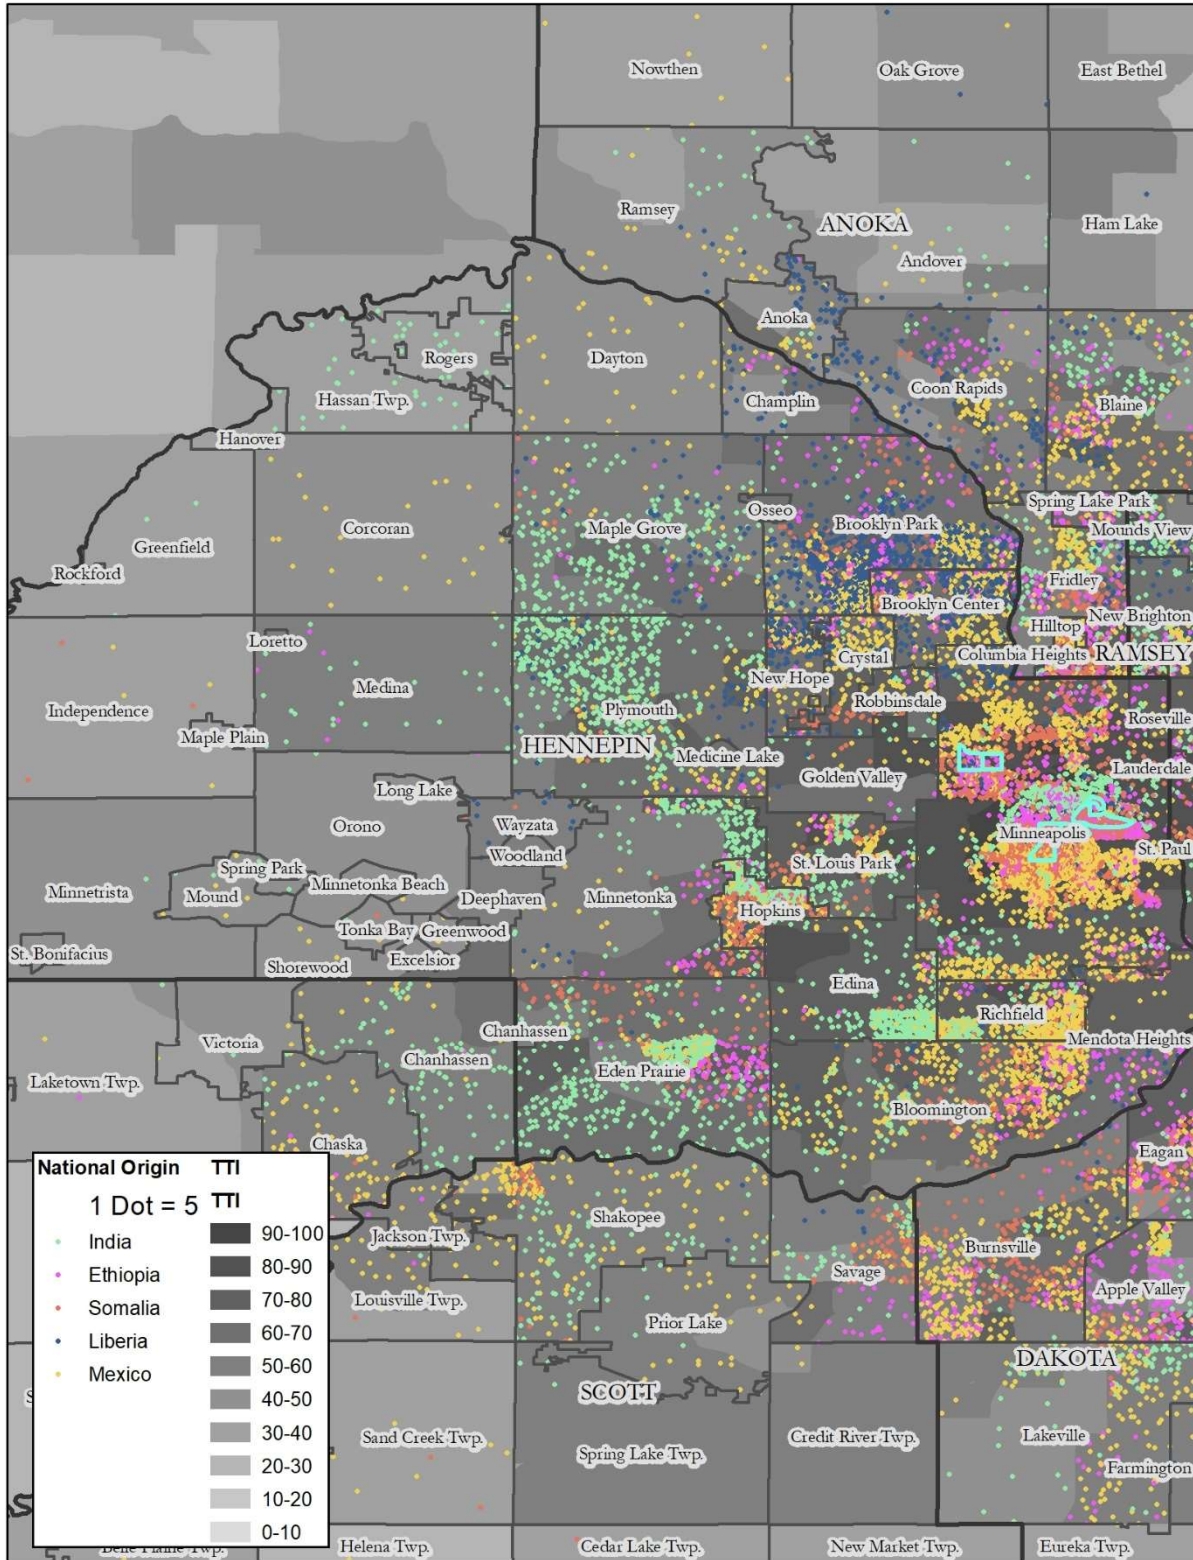 Nowthen
Oak Grove
East Bethel
Ramsey
ANOKA
Ham Lake
Andover
Anoka
Rogers
Dayton
Coon Rapids
Hassan Twp.
Champlin
Blaine
Hanover
Spring Lake Park
Osseo
Corcoran
Maple Grove
Brooklyn Park
Mounds View
Greenfield
Rockford
Fridley
Brooklyn Center
New Brighton
Hilltop
Loretto
Crystal
Columbia Heights
RAMSEY
Medina
New Hope
Robbinsdale
Independence
Plymouth
Roseville
Maple Plain
HENNEPIN
Medicine Lake
Golden Valley
Lauderdale
Long Lake
Orono
Wayzata
Minneapolis
Woodland
St. Louis Park
St. Paul
Spring Park
Minnetonka Beach
Minnetrista
Mound
Deephaven
Minnetonka
Hopkins
Tonka Bay
Greenwood
St. Bonifacius
Excelsior
Shorewood
Edina
Richfield
Chanhassen
Victoria
Mendota Heights
Chanhassen
Laketown Twp.
Eden Prairie
Bloomington
Chaska
Eagan
Shakopee
Jackson Twp.
Burnsville
Savage
Apple Valley
Louisville Twp.
Prior Lake
DAKOTA
SCOTT
Sand Creek Twp.
Spring Lake Twp.
Credit River Twp.
Lakeville
Farmington
Belle Plaine Twp.
Helena Twp.
Cedar Lake Twp.
New Market Twp.
Eureka Twp.
National Origin
1 Dot = 5
India
Ethiopia
Somalia
Liberia
Mexico
TTI
TTI
90-100
80-90
70-80
60-70
50-60
40-50
30-40
20-30
10-20
0-10